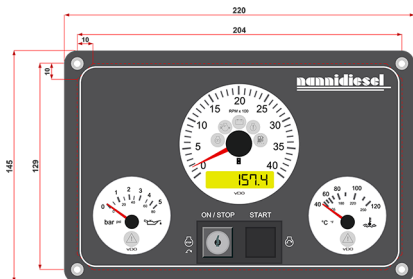 220
204
10
10
145
129
nannidiesel
0 5 10 15 20 25 30 35 40
RPM x 100
157.4
VDO
0 1 2 3 4 5
bar psi
VDO
ON / STOP START
40 60 80 100 120
°C °F
VDO